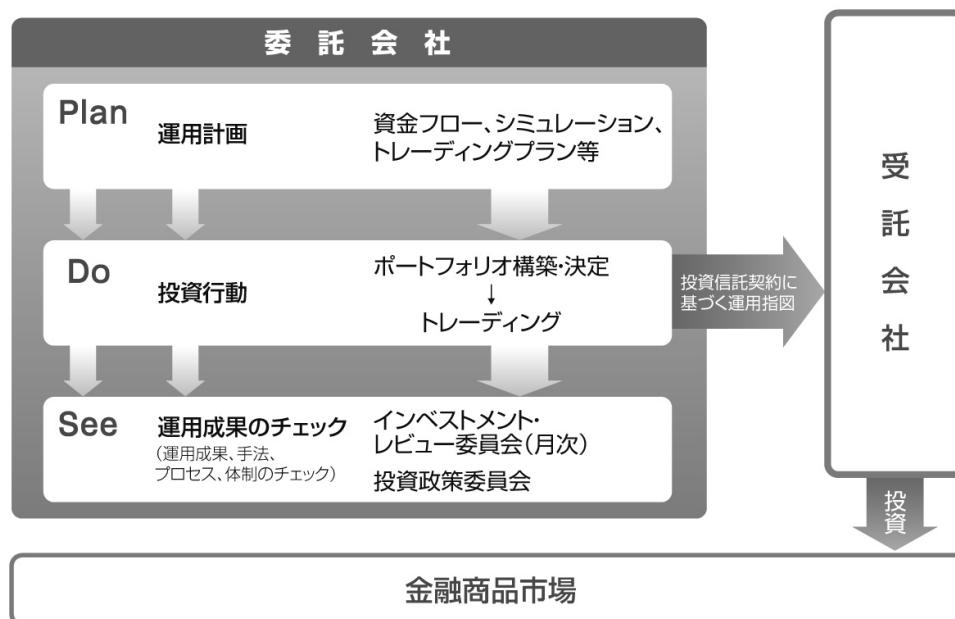 委託会社
Plan
運用計画
資金フロー、シミュレーション、
トレーディングプラン等
Do
投資行動
ポートフォリオ構築・決定
↓
トレーディング
投資信託契約に
基づく運用指図
See
運用成果のチェック
(運用成果、手法、
プロセス、体制のチェック)
インベストメント・
レビュー委員会(月次)
投資政策委員会
受託会社
投資
金融商品市場